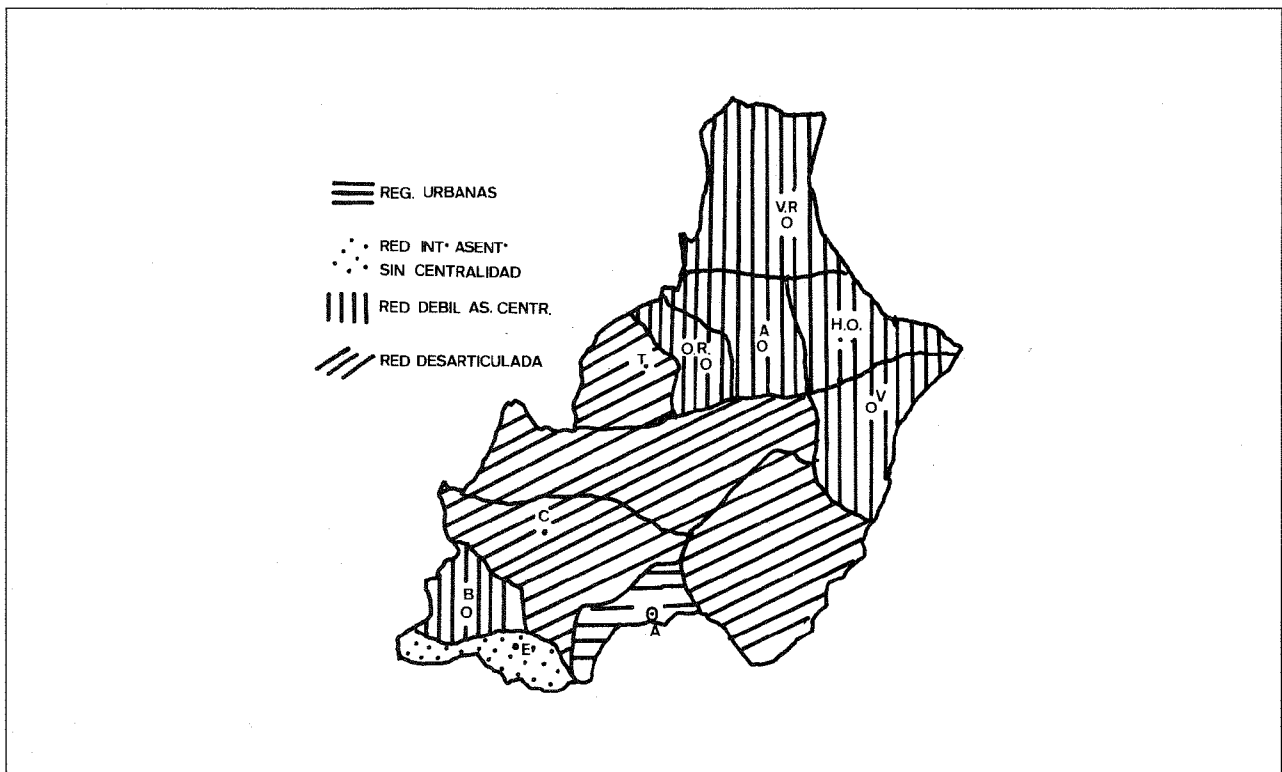 REG. URBANAS
RED INT· ASENT·
SIN CENTRALIDAD
RED DEBIL AS. CENTR.
RED DESARTICULADA
V.R
H.O.
A
O.R.
T.
V
C
B
E
A